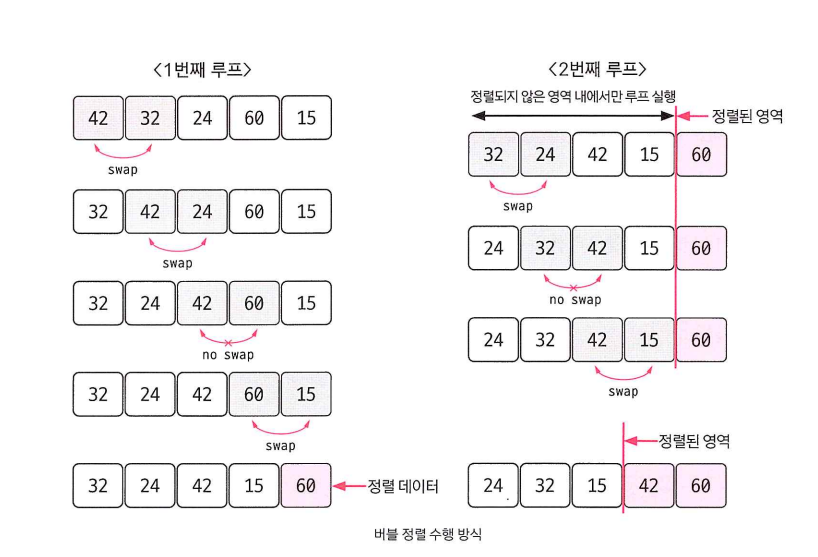 <1번째 루프>
42 32 24 60 15
swap
32 42 24 60 15
swap
32 24 42 60 15
no swap
32 24 42 60 15
swap
32 24 42 15 60
정렬 데이터
<2번째 루프>
정렬되지 않은 영역 내에서만 루프 실행
정렬된 영역
32 24 42 15 60
swap
24 32 42 15 60
no swap
24 32 42 15 60
swap
정렬된 영역
24 32 15 42 60
버블 정렬 수행 방식